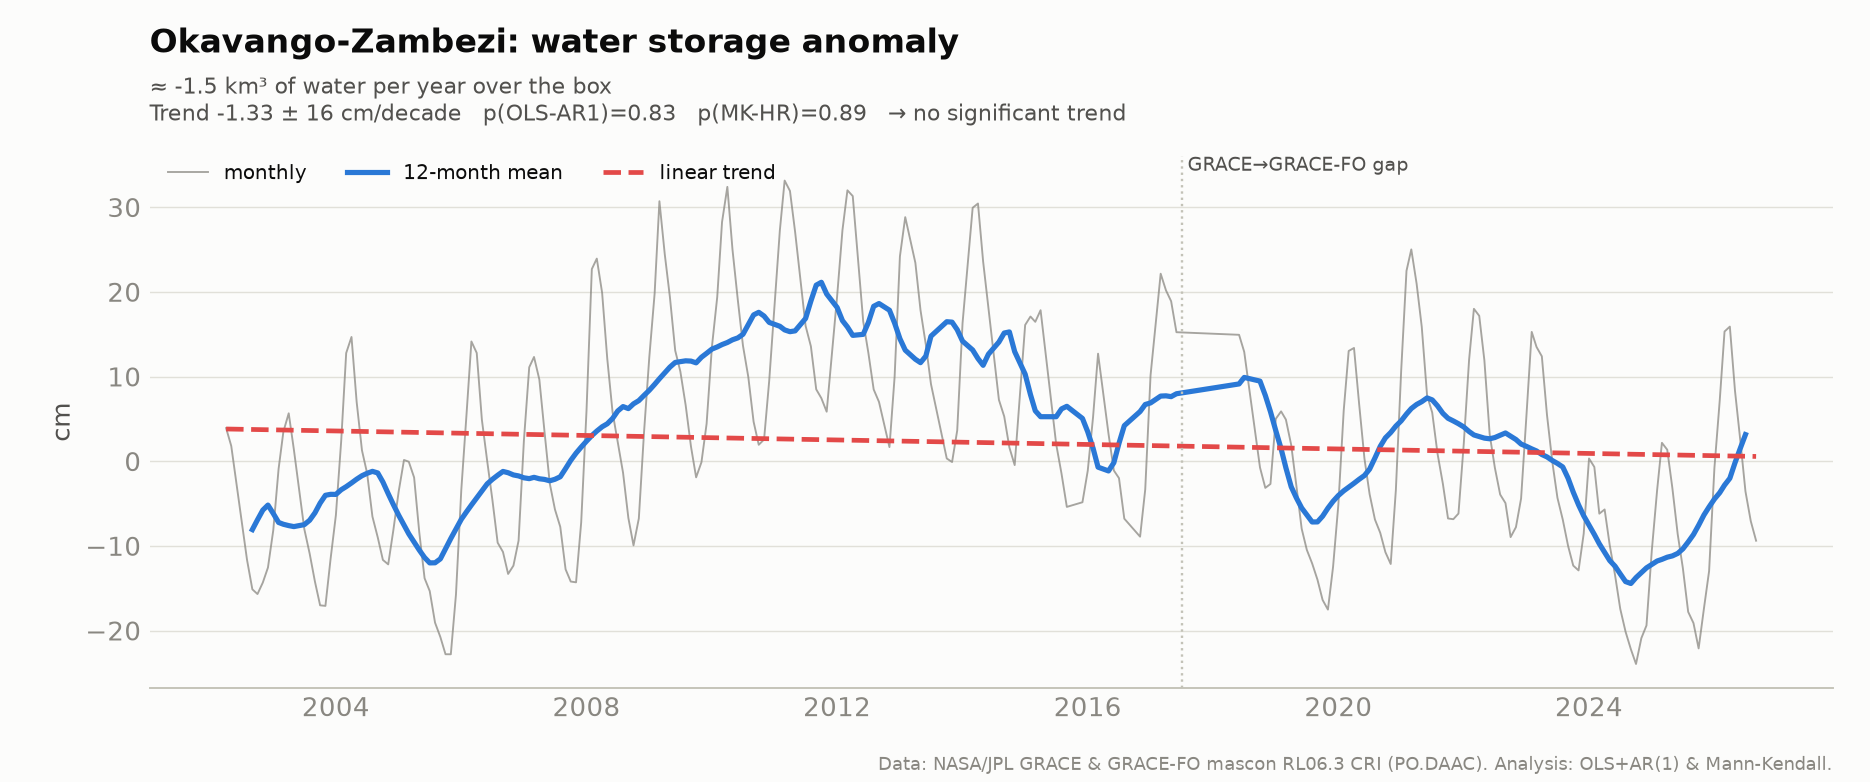 Okavango-Zambezi: water storage anomaly
≈ -1.5 km³ of water per year over the box
Trend -1.33 ± 16 cm/decade p(OLS-AR1)=0.83 p(MK-HR)=0.89 → no significant trend
monthly 12-month mean linear trend
GRACE→GRACE-FO gap
30
20
10
0
−10
−20
cm
2004 2008 2012 2016 2020 2024
Data: NASA/JPL GRACE & GRACE-FO mascon RL06.3 CRI (PO.DAAC). Analysis: OLS+AR(1) & Mann-Kendall.